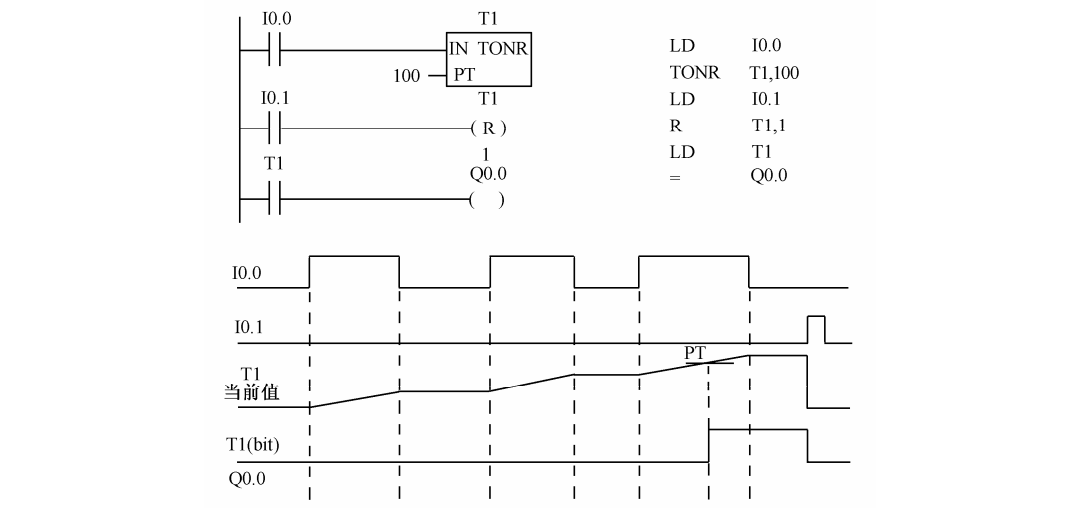 I0.0 T1
IN TONR
100 PT
I0.1 T1
( R )
1
T1 Q0.0
( )
LD I0.0
TONR T1,100
LD I0.1
R T1,1
LD T1
= Q0.0
I0.0
I0.1
PT
T1
当前值
T1(bit)
Q0.0